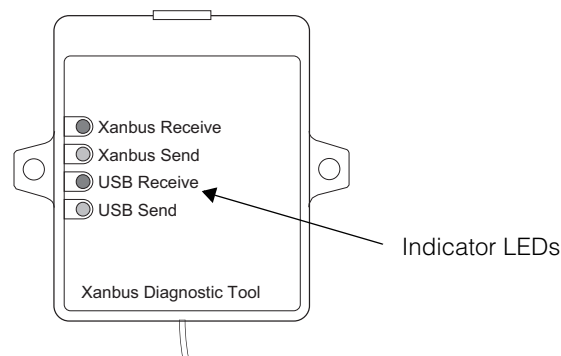 Xanbus Receive
Xanbus Send
USB Receive
USB Send
Indicator LEDs
Xanbus Diagnostic Tool